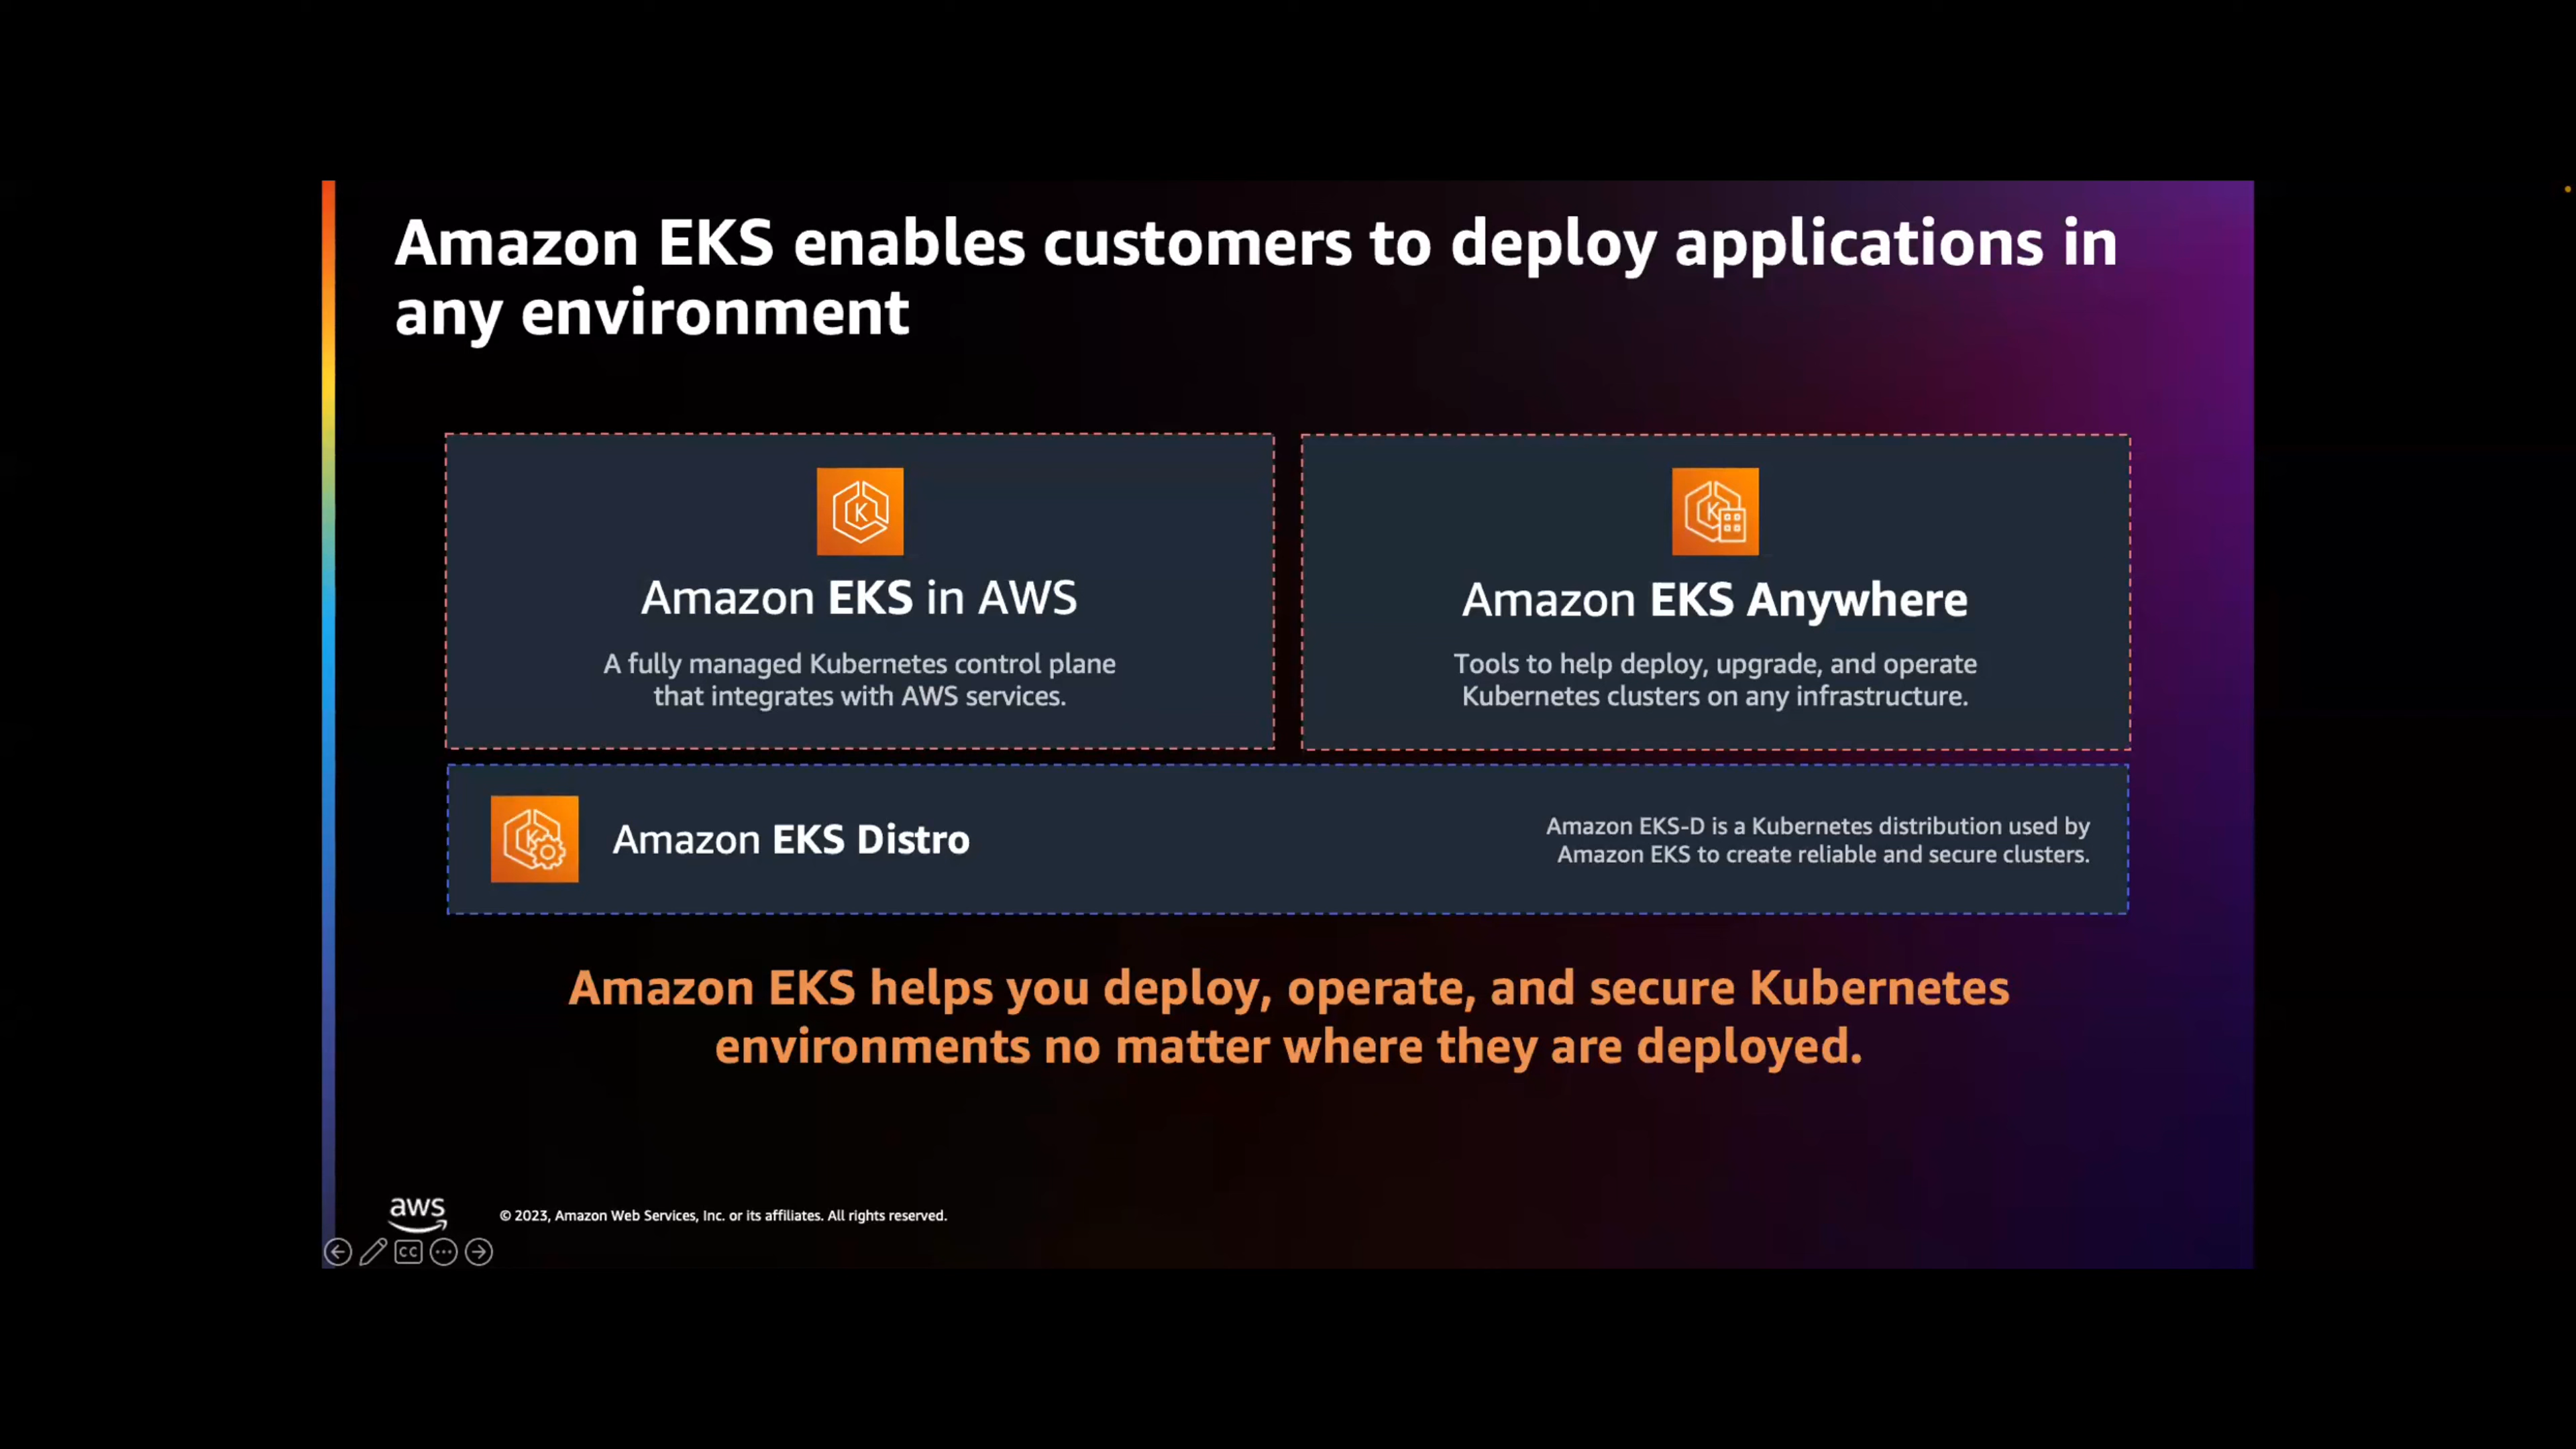 Amazon EKS enables customers to deploy applications in
any environment
K
Amazon EKS in AWS
A fully managed Kubernetes control plane
that integrates with AWS services.
K
Amazon EKS Anywhere
Tools to help deploy, upgrade, and operate
Kubernetes clusters on any infrastructure.
K
Amazon EKS Distro
Amazon EKS-D is a Kubernetes distribution used by
Amazon EKS to create reliable and secure clusters.
Amazon EKS helps you deploy, operate, and secure Kubernetes
environments no matter where they are deployed.
aws
© 2023, Amazon Web Services, Inc. or its affiliates. All rights reserved.
CC